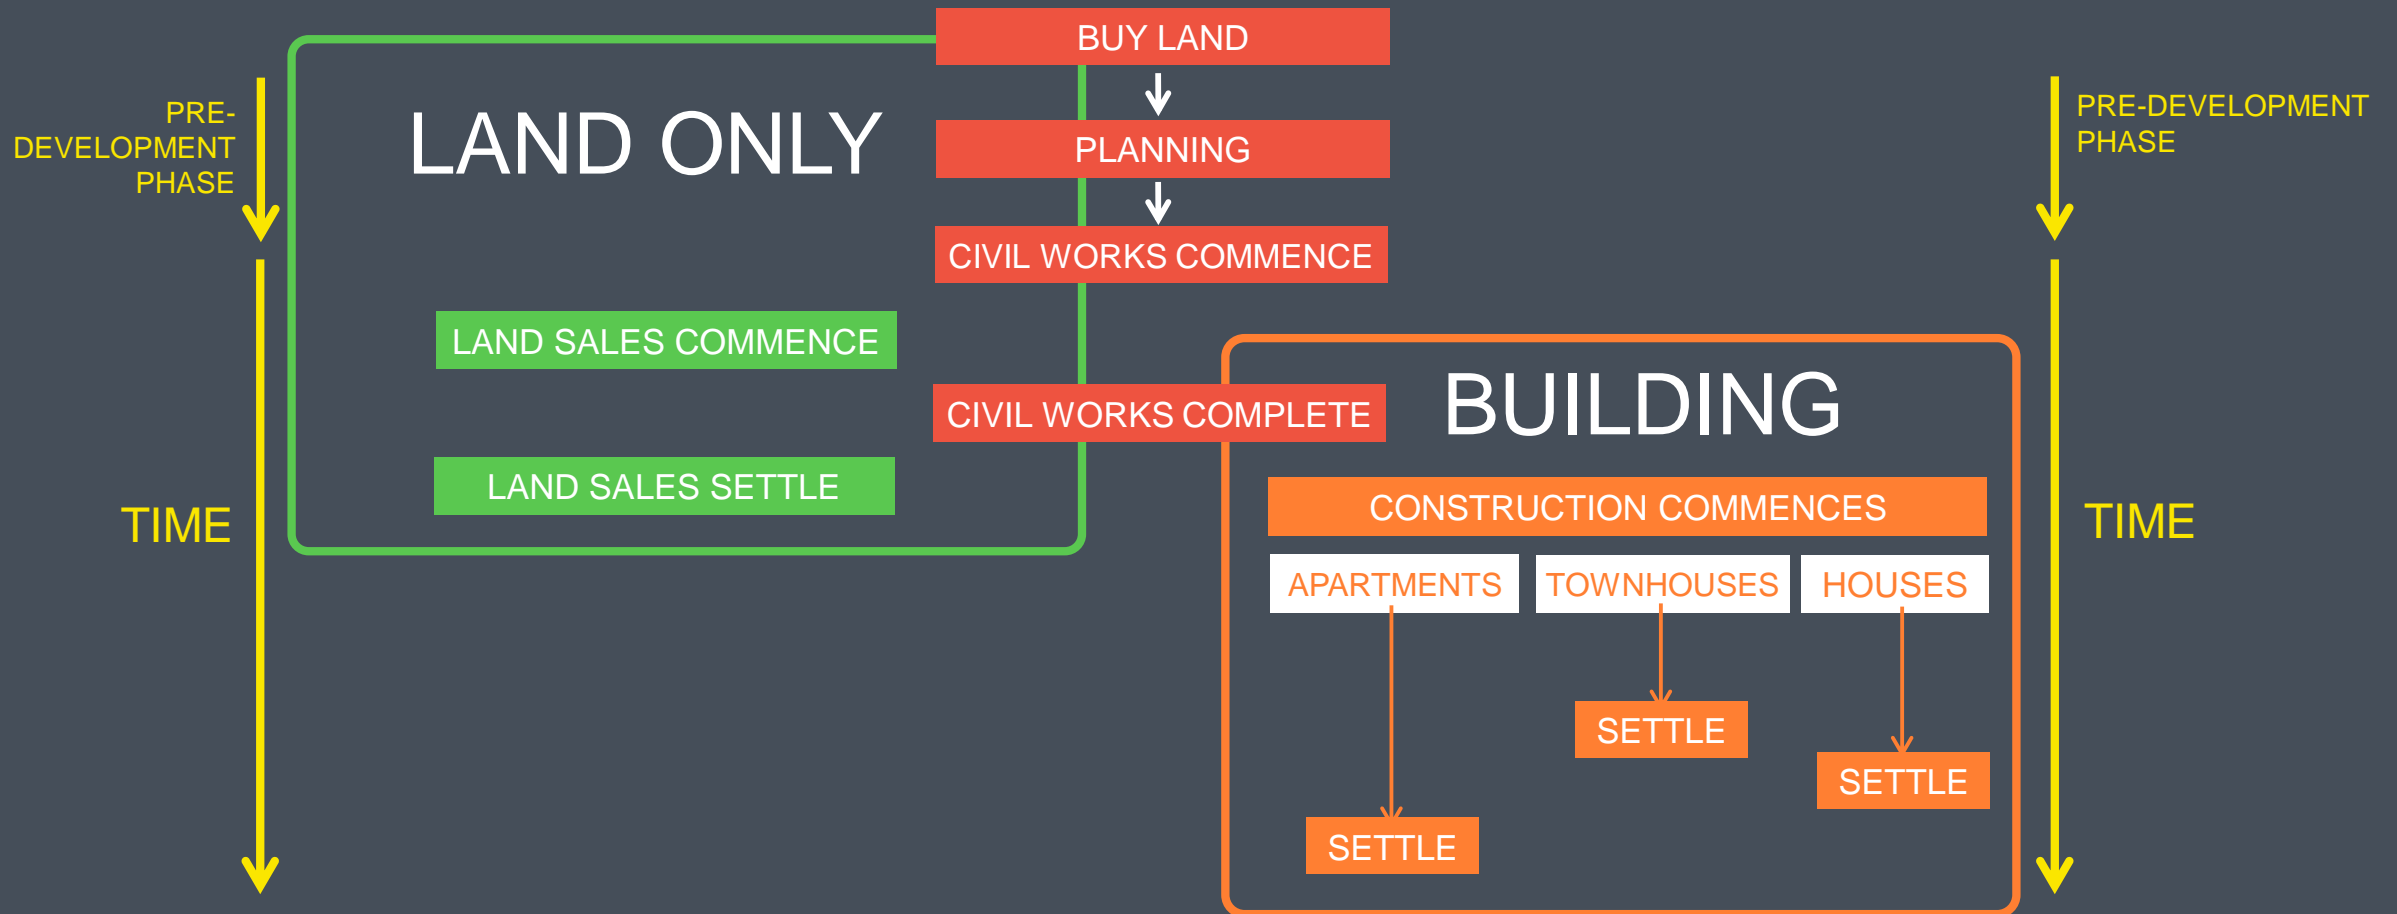 BUY LAND
PRE-
DEVELOPMENT
PHASE
LAND ONLY
PLANNING
PRE-DEVELOPMENT
PHASE
CIVIL WORKS COMMENCE
LAND SALES COMMENCE
CIVIL WORKS COMPLETE
BUILDING
LAND SALES SETTLE
CONSTRUCTION COMMENCES
TIME
TIME
APARTMENTS
TOWNHOUSES
HOUSES
SETTLE
SETTLE
SETTLE